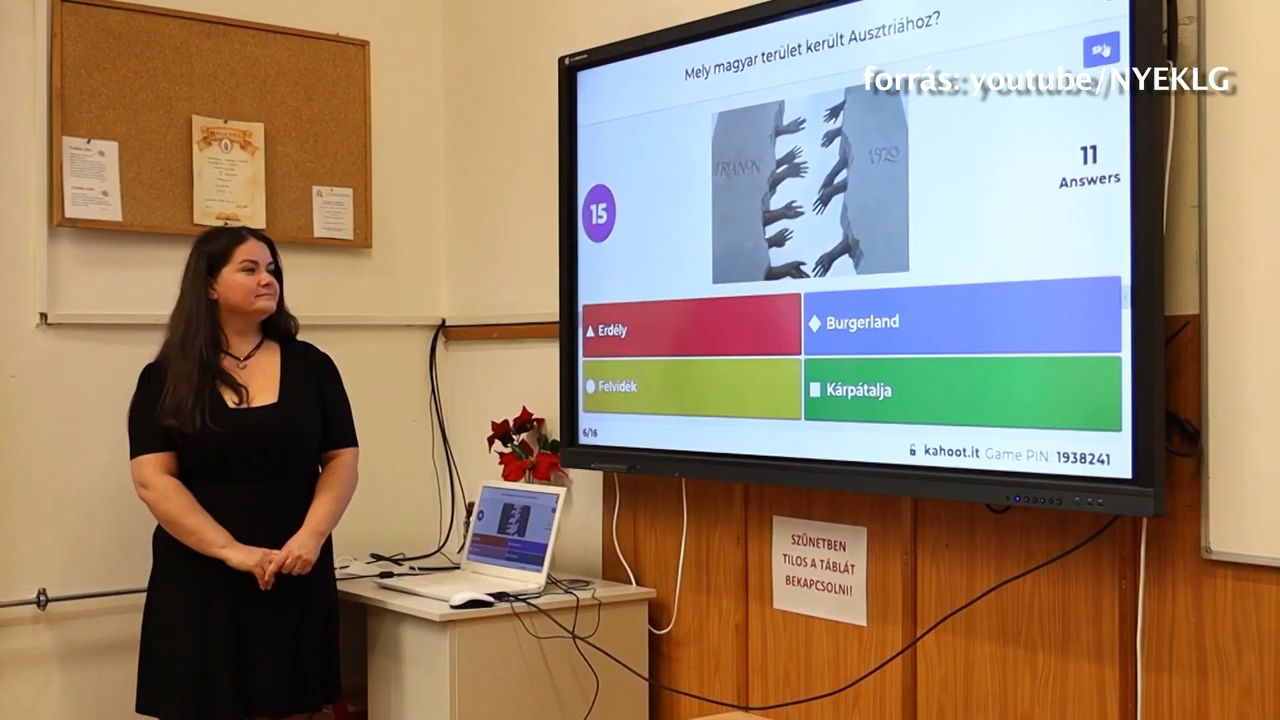 Mely magyar terület került Ausztriához?
forrás: youtube/NYEKLG
TRIANON
1920
15
11
Answers
Erdély
Burgerland
Felvidék
Kárpátalja
6/16
kahoot.it Game PIN: 1938241
SZÜNETBEN
TILOS A TÁBLÁT
BEKAPCSOLNI!